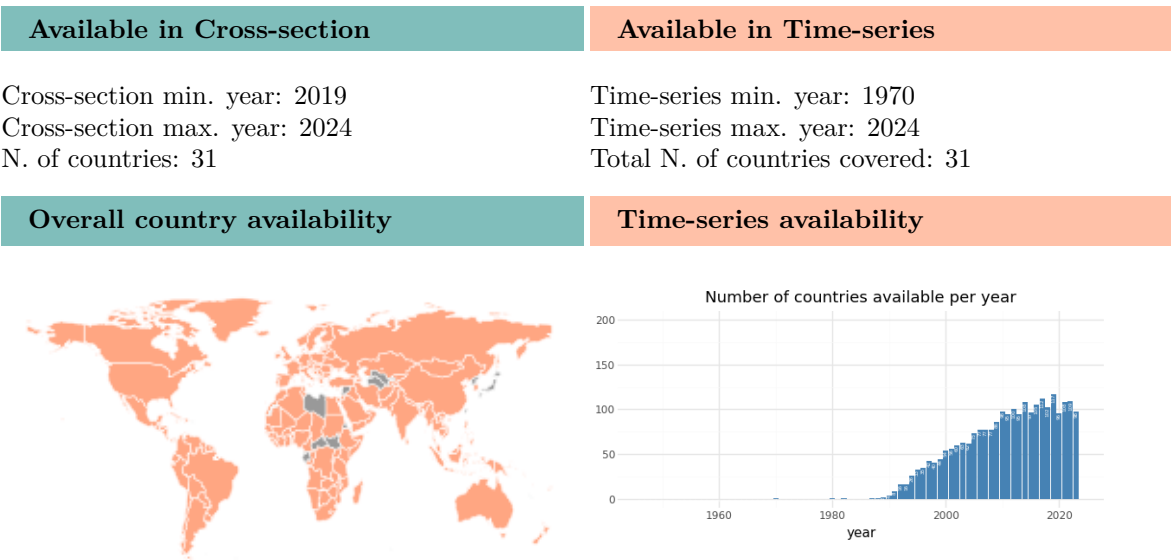 Available in Cross-section
Available in Time-series
Cross-section min. year: 2019
Cross-section max. year: 2024
N. of countries: 31
Time-series min. year: 1970
Time-series max. year: 2024
Total N. of countries covered: 31
Overall country availability
Time-series availability
Number of countries available per year
200
150
100
50
0
1960
1980
2000
2020
year